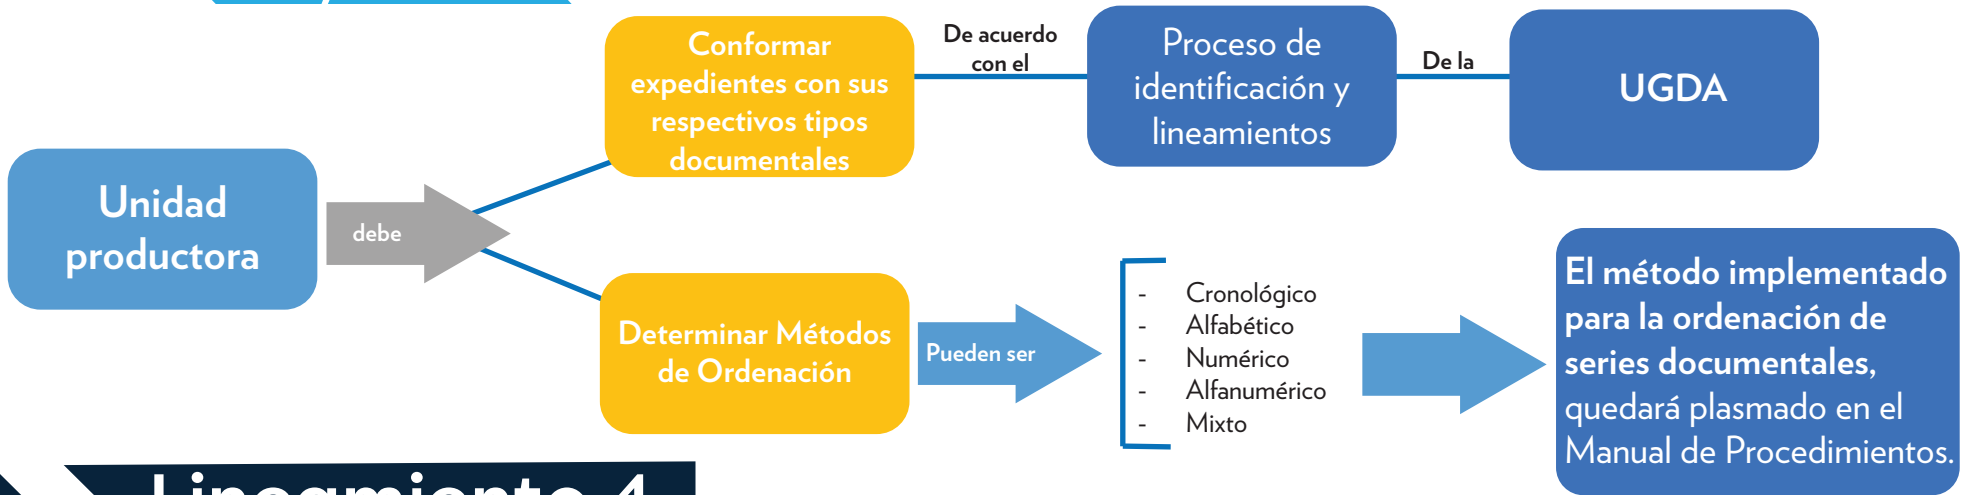 Unidad
productora
debe
Conformar
expedientes con sus
respectivos tipos
documentales
De acuerdo
con el
Proceso de
identificación y
lineamientos
De la
UGDA
Determinar Métodos
de Ordenación
Pueden ser
- Cronológico
- Alfabético
- Numérico
- Alfanumérico
- Mixto
El método implementado
para la ordenación de
series documentales,
quedará plasmado en el
Manual de Procedimientos.
Lineamiento 4